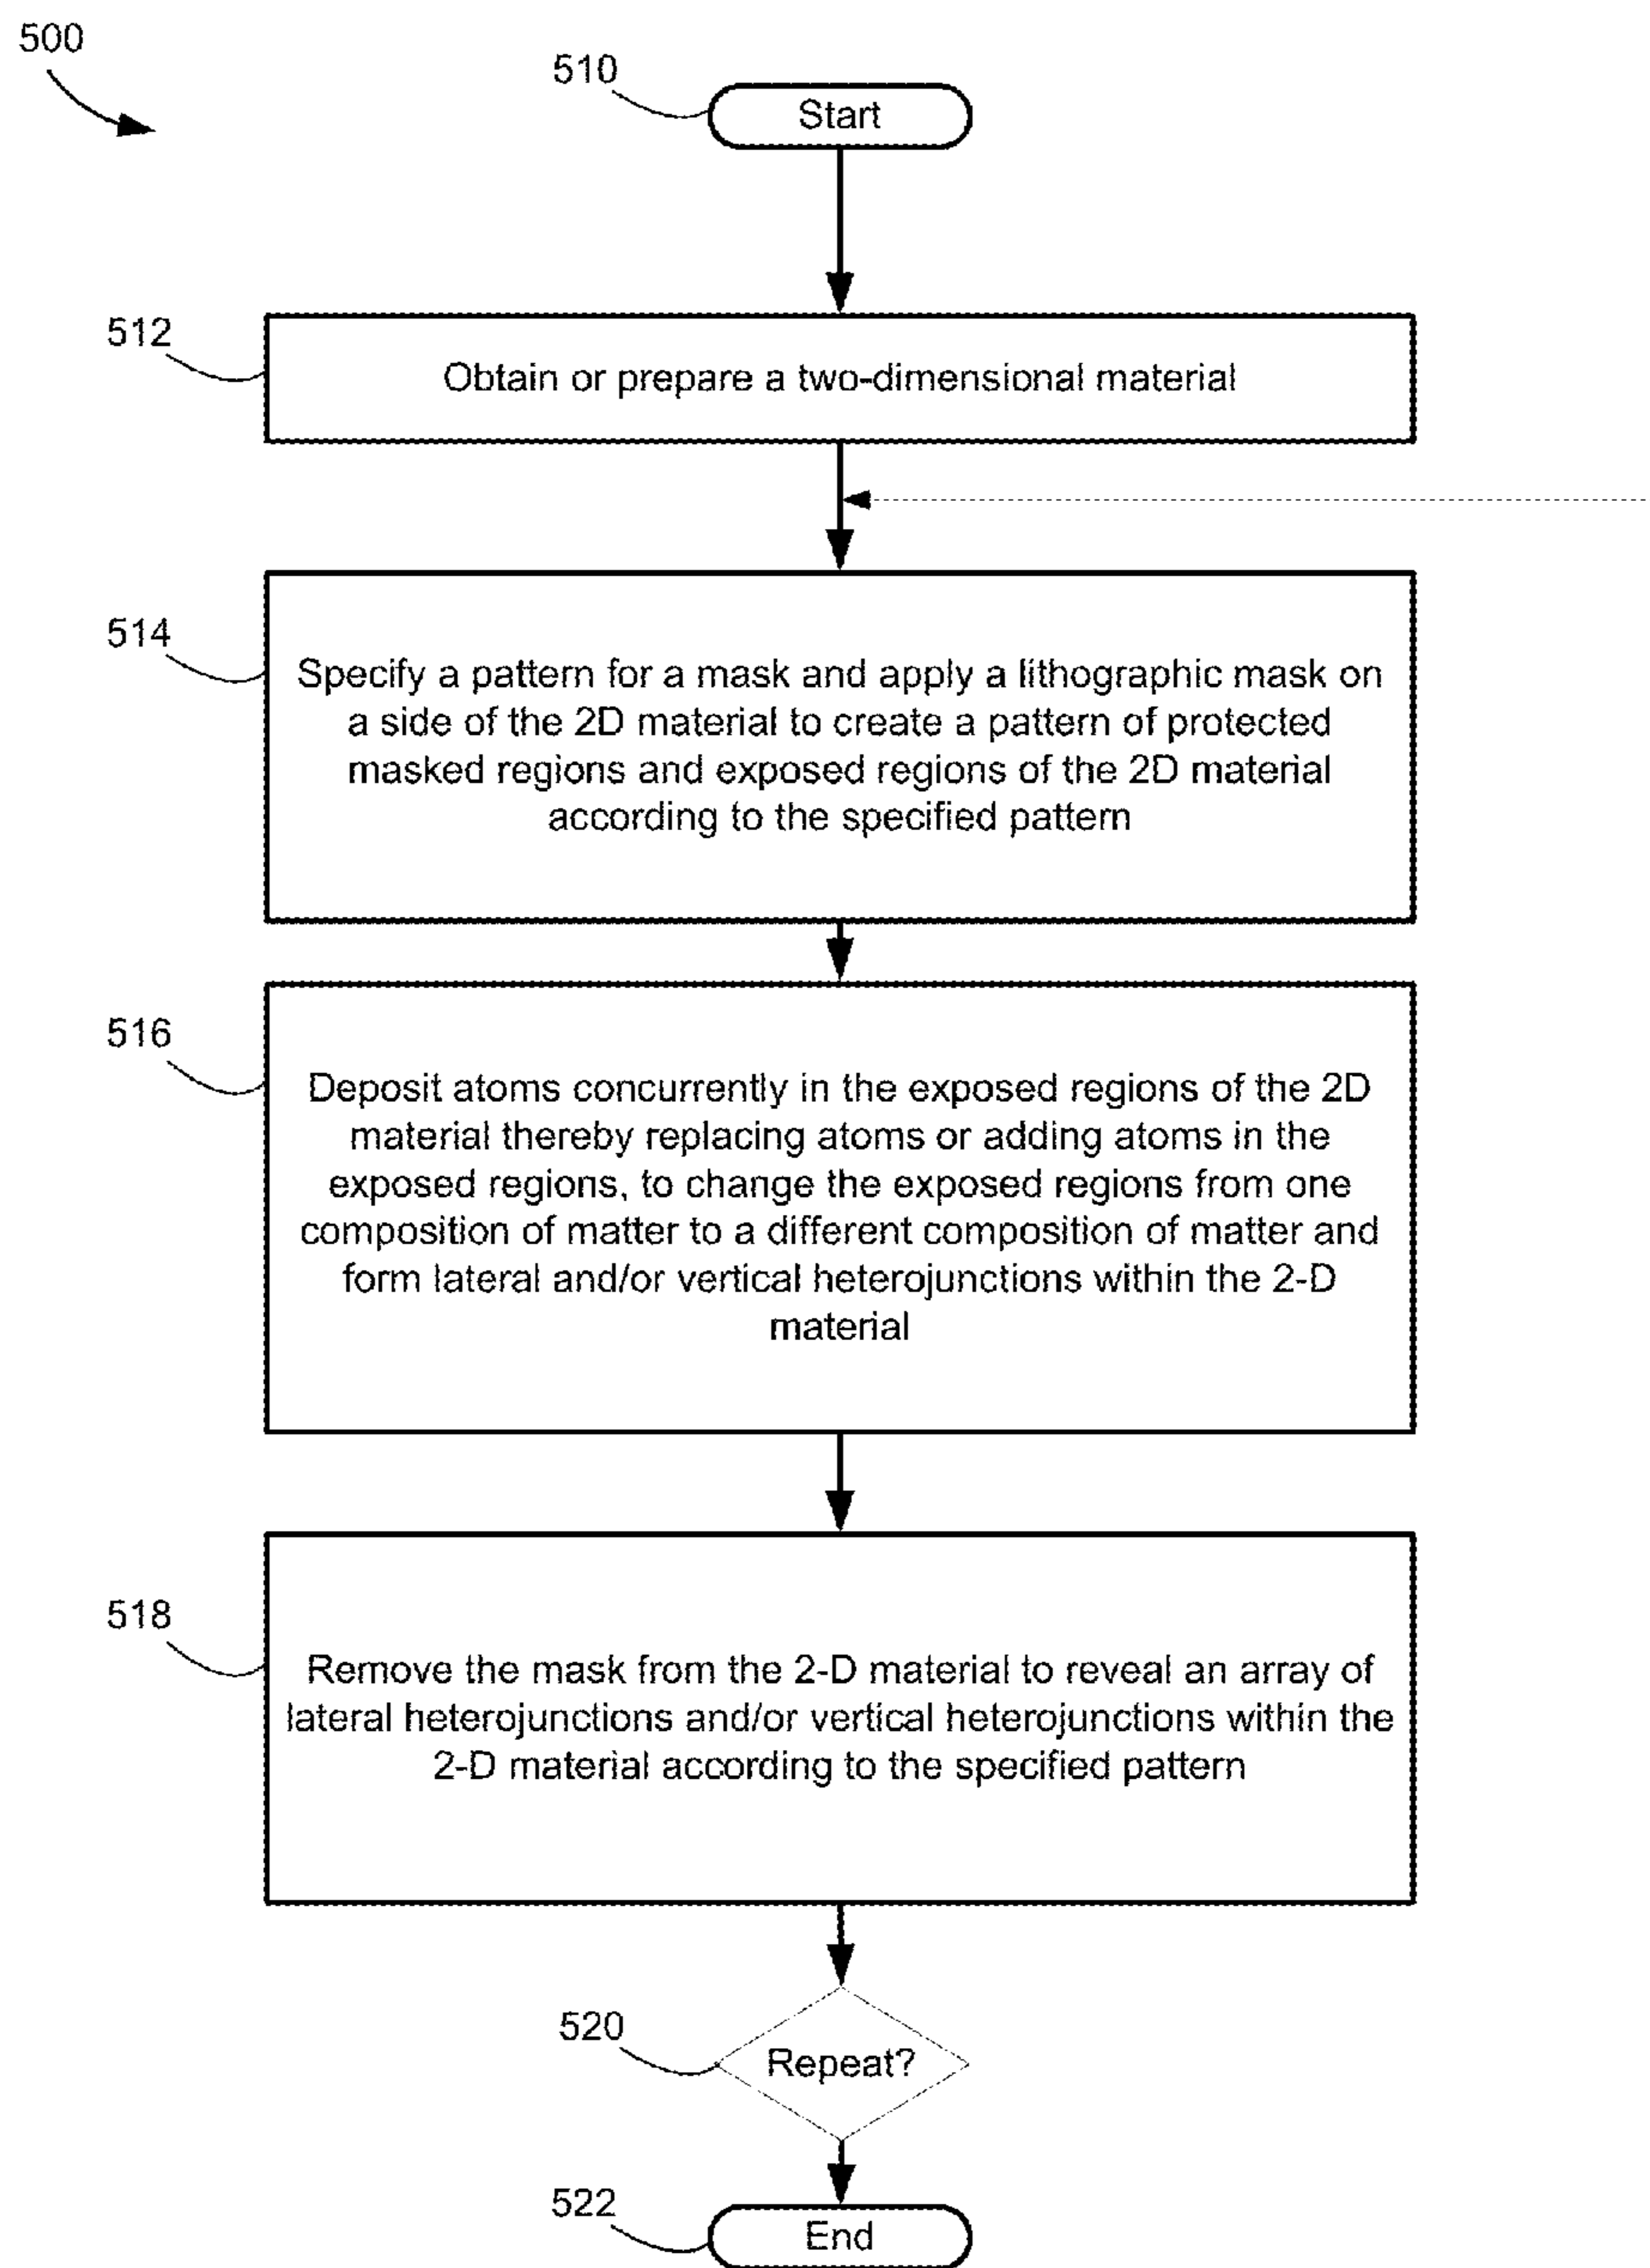 500
510
Start
512
Obtain or prepare a two-dimensional material
514
Specify a pattern for a mask and apply a lithographic mask on
a side of the 2D material to create a pattern of protected
masked regions and exposed regions of the 2D material
according to the specified pattern
516
Deposit atoms concurrently in the exposed regions of the 2D
material thereby replacing atoms or adding atoms in the
exposed regions, to change the exposed regions from one
composition of matter to a different composition of matter and
form lateral and/or vertical heterojunctions within the 2-D
material
518
Remove the mask from the 2-D material to reveal an array of
lateral heterojunctions and/or vertical heterojunctions within the
2-D material according to the specified pattern
520
Repeat?
522
End